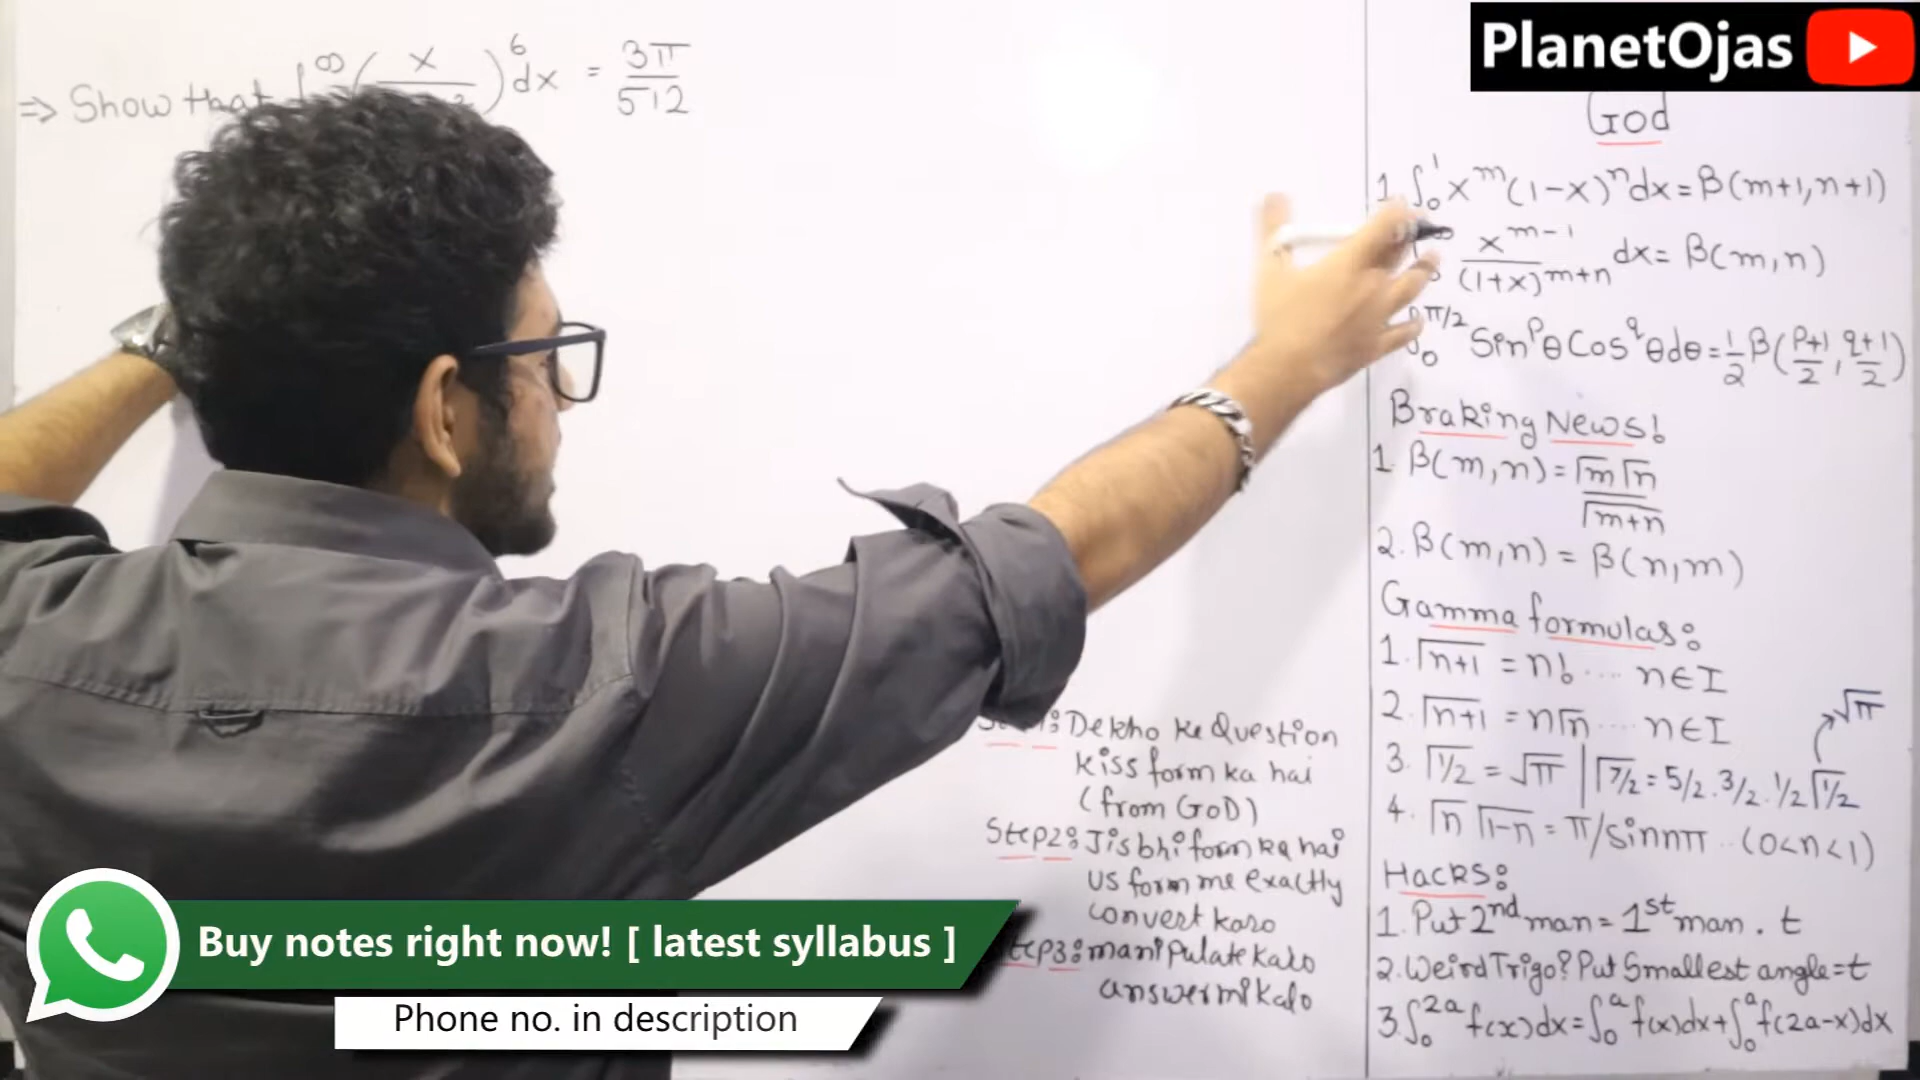 PlanetOjas
⇒ Show that ∫ ∞ ( x )⁶ dx = 3π/512
God
1. ∫₀¹ x^m (1-x)^n dx = β(m+1, n+1)
x^(m-1)/(1+x)^(m+n) dx = β(m, n)
∫₀^(π/2) Sin^p θ Cos^q θ dθ = 1/2 β(p+1/2, q+1/2)
Braking News!
1. β(m, n) = Γm Γn / Γm+n
2. β(m, n) = β(n, m)
Gamma formulas:
1. Γn+1 = n! .... n∈I
2. Γn+1 = nΓn .... n∈I
√π
3. Γ1/2 = √π | Γ7/2 = 5/2 . 3/2 . 1/2 Γ1/2
4. Γn Γ1-n = π/sin nπ .. (0<n<1)
Hacks:
1. Put 2nd man = 1st man . t
2. Weird Trigo? Put Smallest angle = t
3. ∫₀^2a f(x) dx = ∫₀^a f(x) dx + ∫₀^a f(2a-x) dx
Dekho ke Question
kiss form ka hai
(from GOD)
Step2: Jis bhi form ka hai
us form me exactly
convert karo
manipulate karo
answer nikalo
Buy notes right now! [ latest syllabus ]
Phone no. in description